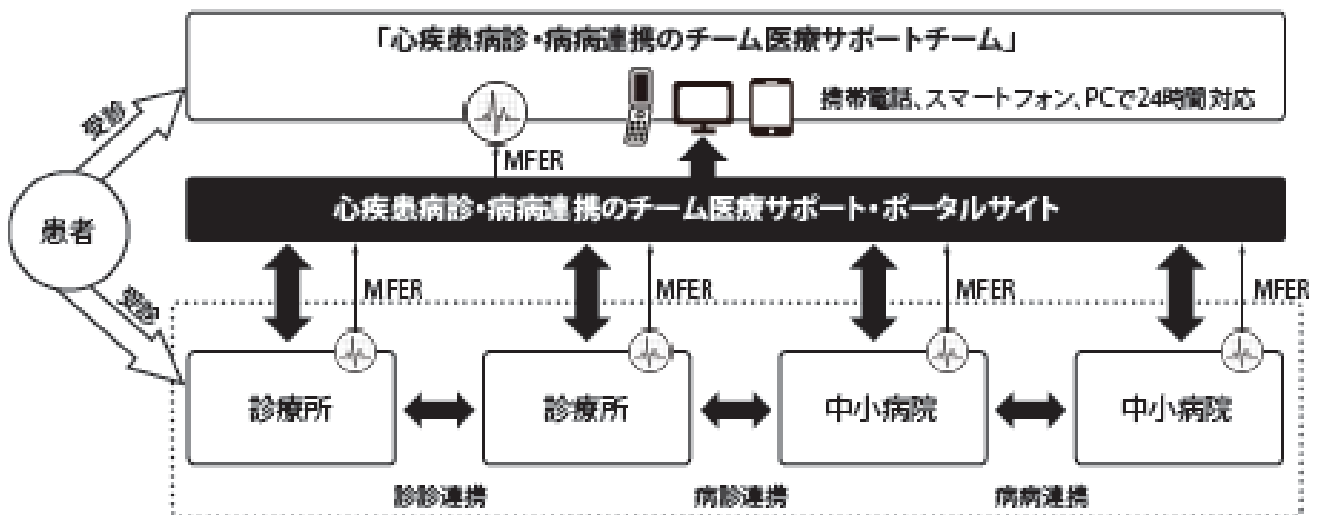 「心疾患病診・病病連携のチーム医療サポートチーム」
携帯電話、スマートフォン、PCで24時間対応
受診
MFER
心疾患病診・病病連携のチーム医療サポート・ポータルサイト
患者
受診
MFER
MFER
MFER
MFER
診療所
診療所
中小病院
中小病院
診診連携
病診連携
病病連携